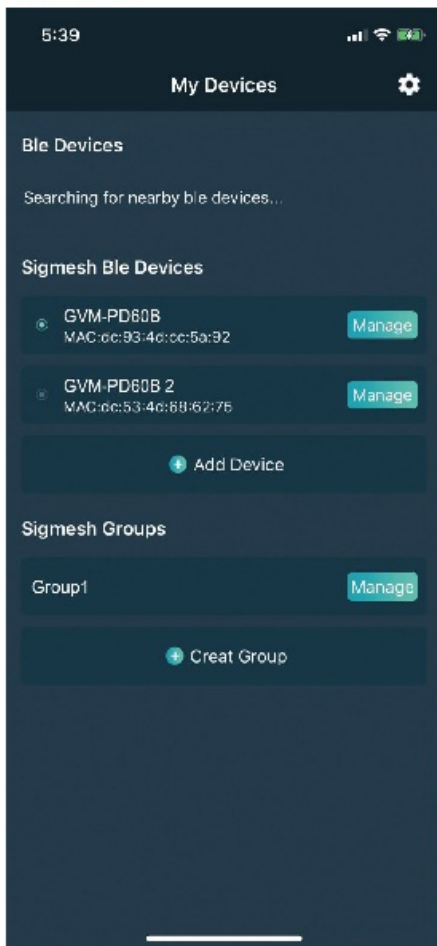 5:39
My Devices
Ble Devices
Searching for nearby ble devices...
Sigmesh Ble Devices
GVM-PD60B
MAC:dc:93:4d:cc:5a:92
Manage
GVM-PD60B 2
MAC:dc:53:4d:68:62:75
Manage
Add Device
Sigmesh Groups
Group1
Manage
Creat Group